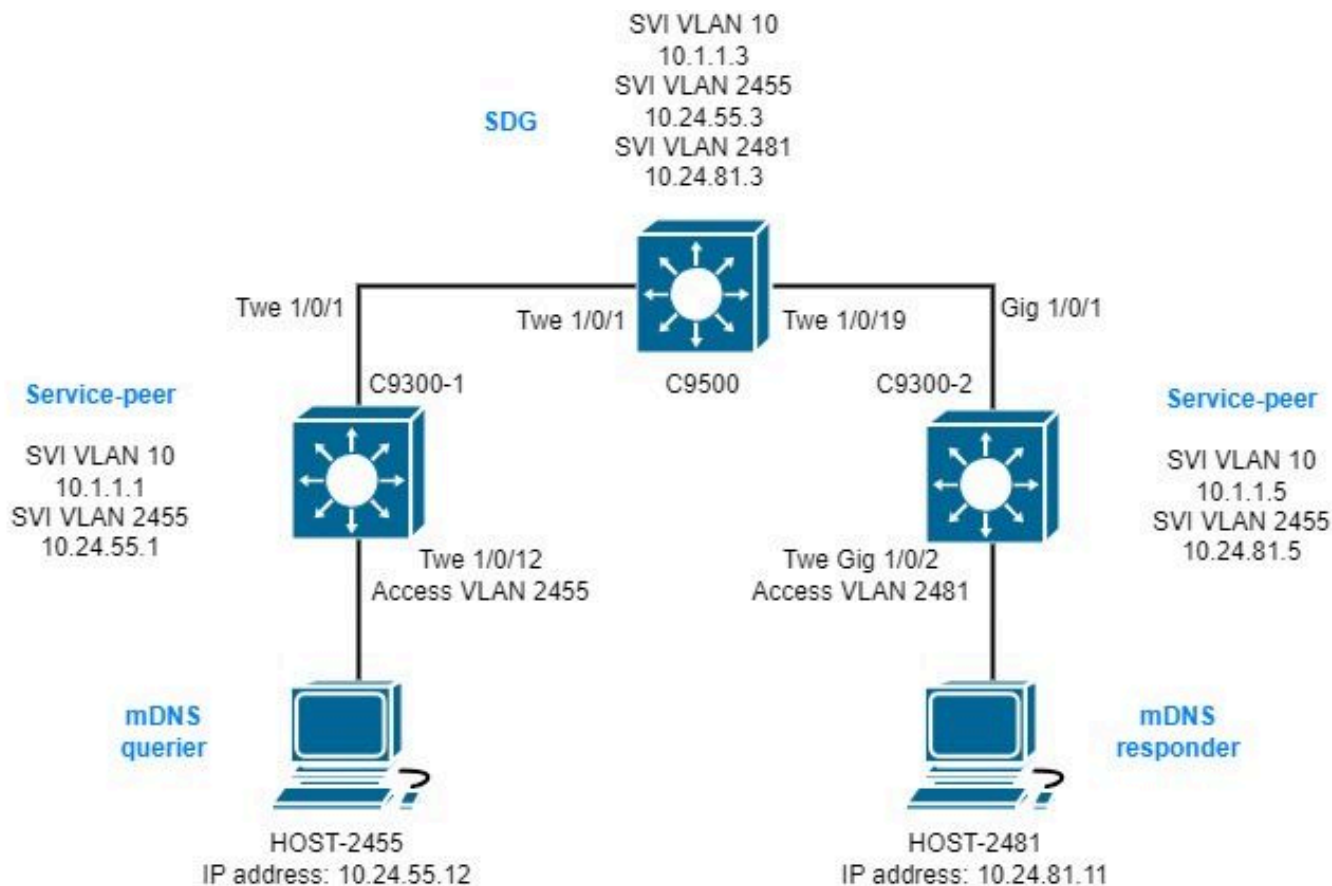 SVI VLAN 10
10.1.1.3
SVI VLAN 2455
10.24.55.3
SVI VLAN 2481
10.24.81.3
SDG
Twe 1/0/1
Twe 1/0/1
Twe 1/0/19
Gig 1/0/1
C9300-1
C9500
C9300-2
Service-peer
SVI VLAN 10
10.1.1.1
SVI VLAN 2455
10.24.55.1
Service-peer
SVI VLAN 10
10.1.1.5
SVI VLAN 2455
10.24.81.5
Twe 1/0/12
Access VLAN 2455
Twe Gig 1/0/2
Access VLAN 2481
mDNS
querier
mDNS
responder
HOST-2455
IP address: 10.24.55.12
HOST-2481
IP address: 10.24.81.11